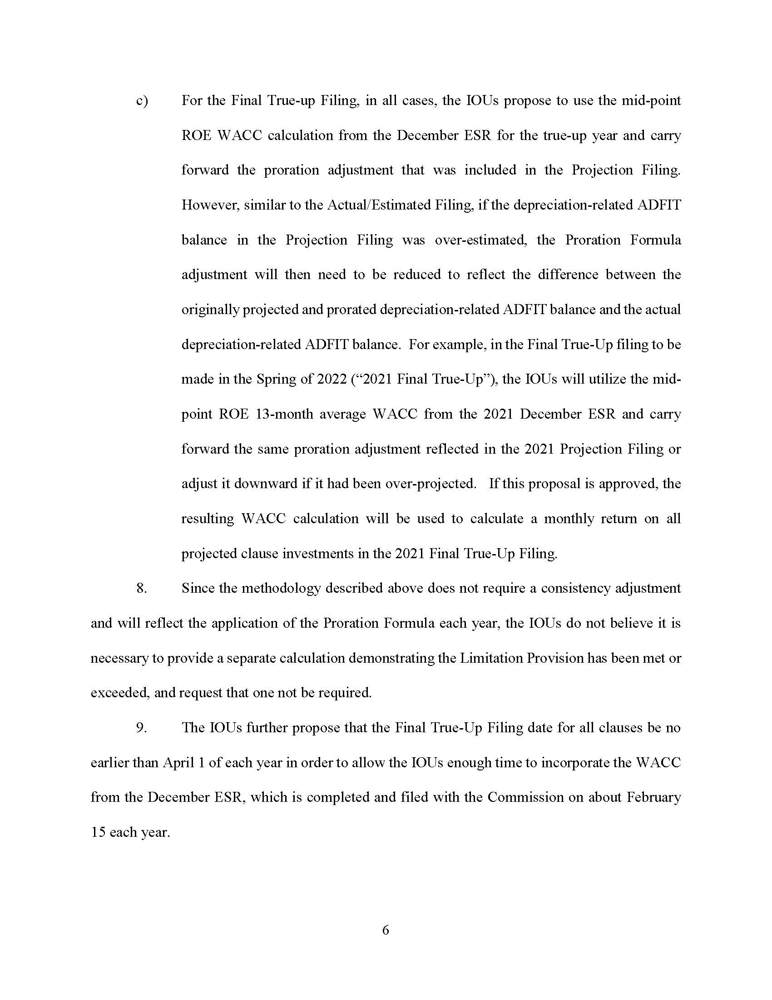 c) For the Final True-up Filing, in all cases, the IOUs propose to use the mid-point
ROE WACC calculation from the December ESR for the true-up year and carry
forward the proration adjustment that was included in the Projection Filing.
However, similar to the Actual/Estimated Filing, if the depreciation-related ADFIT
balance in the Projection Filing was over-estimated, the Proration Formula
adjustment will then need to be reduced to reflect the difference between the
originally projected and prorated depreciation-related ADFIT balance and the actual
depreciation-related ADFIT balance.  For example, in the Final True-Up filing to be
made in the Spring of 2022 (“2021 Final True-Up”), the IOUs will utilize the mid-
point ROE 13-month average WACC from the 2021 December ESR and carry
forward the same proration adjustment reflected in the 2021 Projection Filing or
adjust it downward if it had been over-projected.   If this proposal is approved, the
resulting WACC calculation will be used to calculate a monthly return on all
projected clause investments in the 2021 Final True-Up Filing.
8. Since the methodology described above does not require a consistency adjustment
and will reflect the application of the Proration Formula each year, the IOUs do not believe it is
necessary to provide a separate calculation demonstrating the Limitation Provision has been met or
exceeded, and request that one not be required.
9. The IOUs further propose that the Final True-Up Filing date for all clauses be no
earlier than April 1 of each year in order to allow the IOUs enough time to incorporate the WACC
from the December ESR, which is completed and filed with the Commission on about February
15 each year.
6